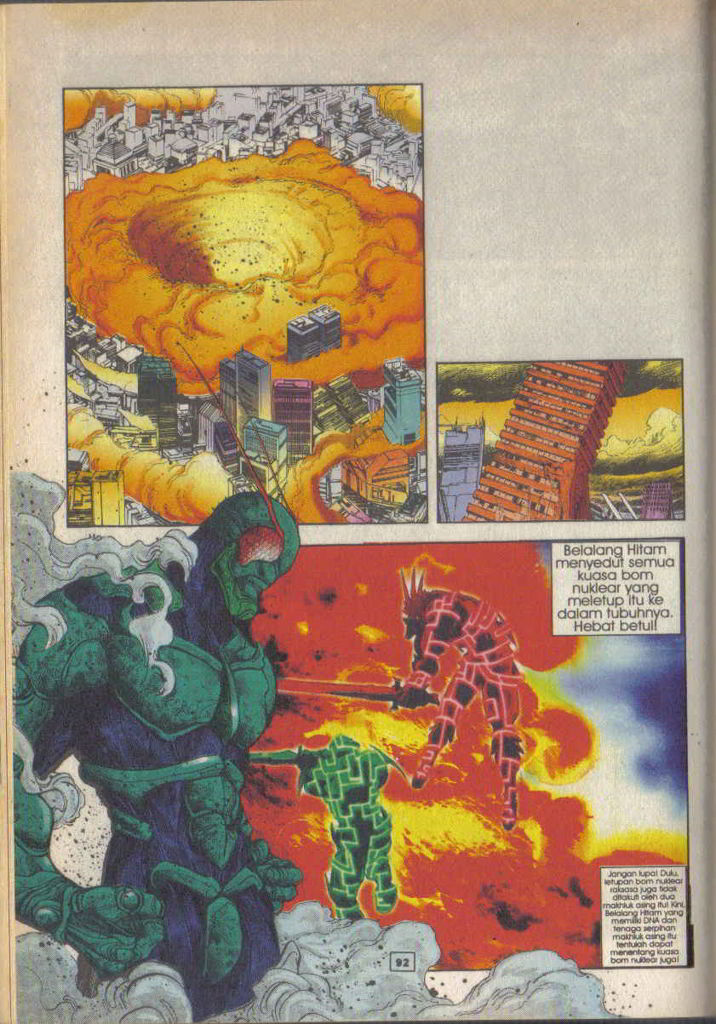 Belalang Hitam
menyedut semua
kuasa bom
nuklear yang
meletup itu ke
dalam tubuhnya.
Hebat betul!
Jangan lupa! Dulu,
letupan bom nuklear
raksasa juga tidak
ditakuti oleh dua
makhluk asing itu! Kini,
Belalang Hitam yang
memiliki DNA dan
tenaga serpihan
makhluk asing itu
tentulah dapat
menentang kuasa
bom nuklear juga!
92